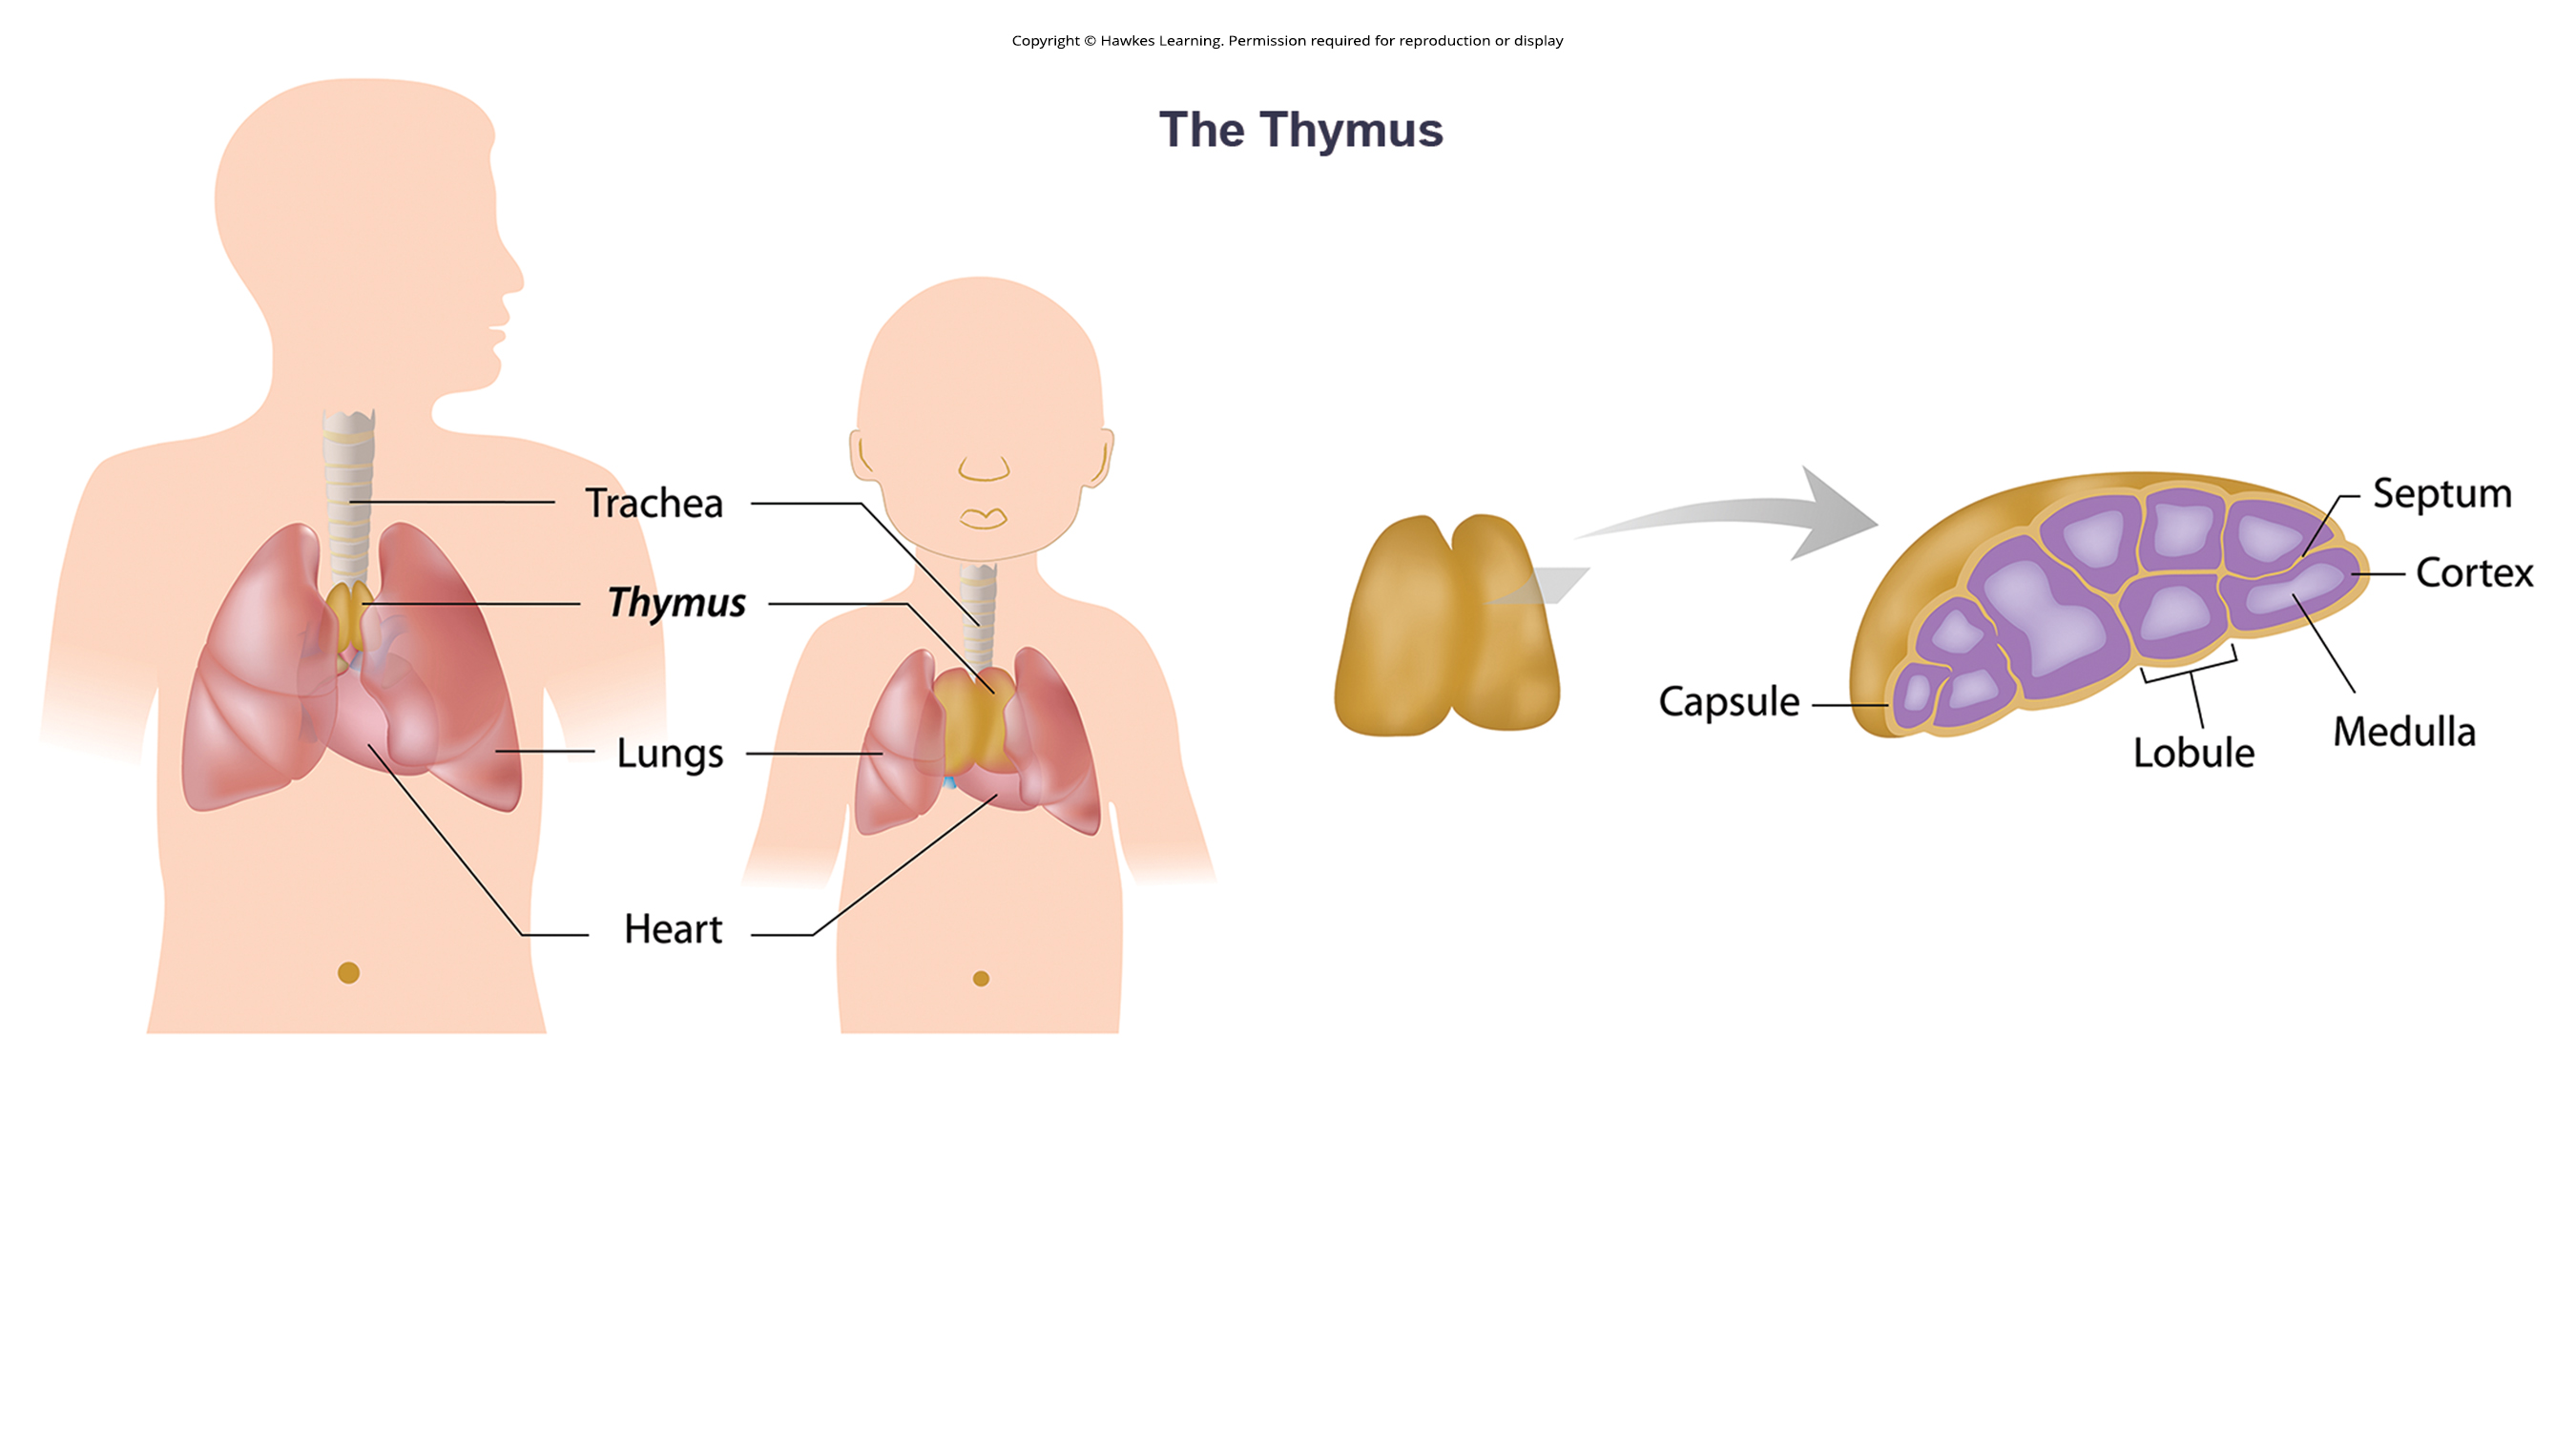 Copyright © Hawkes Learning. Permission required for reproduction or display
The Thymus
Trachea
Thymus
Lungs
Heart
Septum
Cortex
Capsule
Medulla
Lobule